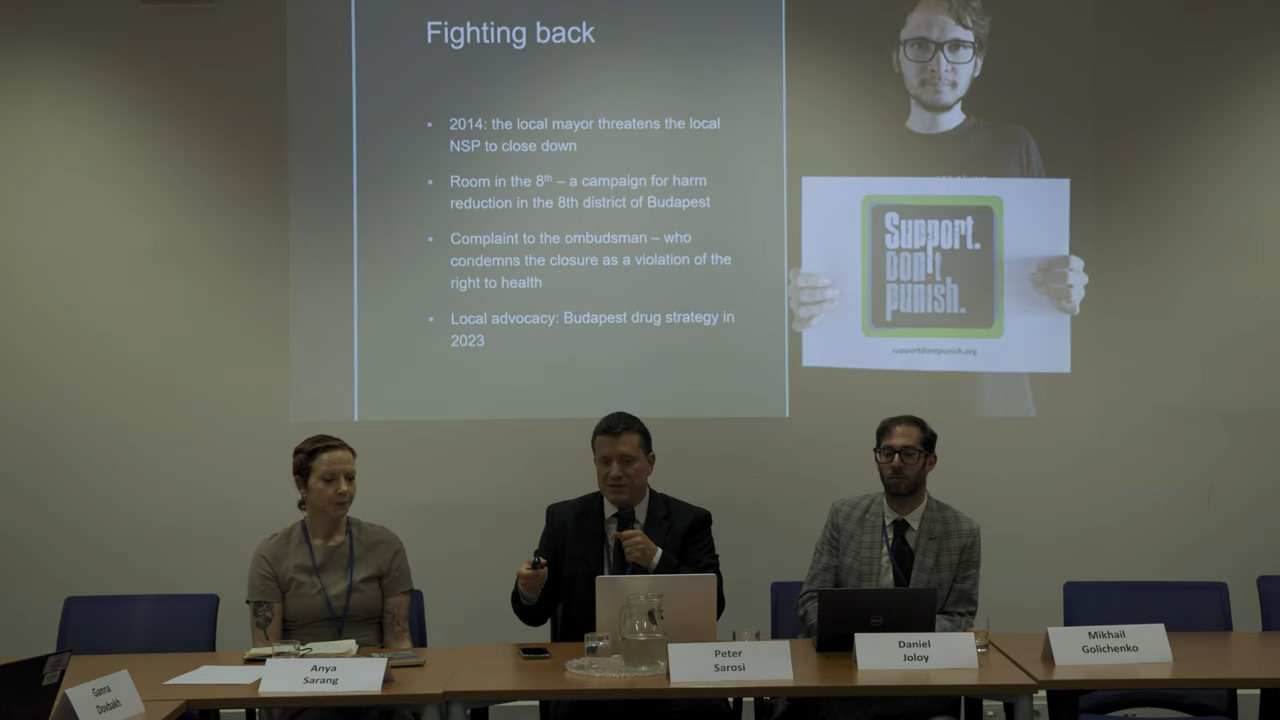 Fighting back
▪ 2014: the local mayor threatens the local
NSP to close down
▪ Room in the 8th – a campaign for harm
reduction in the 8th district of Budapest
▪ Complaint to the ombudsman – who
condemns the closure as a violation of the
right to health
▪ Local advocacy: Budapest drug strategy in
2023
Support.
DON'T
punish.
supportdontpunish.org
Ganna
Dovbakh
Anya
Sarang
Peter
Sarosi
DELL
Daniel
Joloy
Mikhail
Golichenko